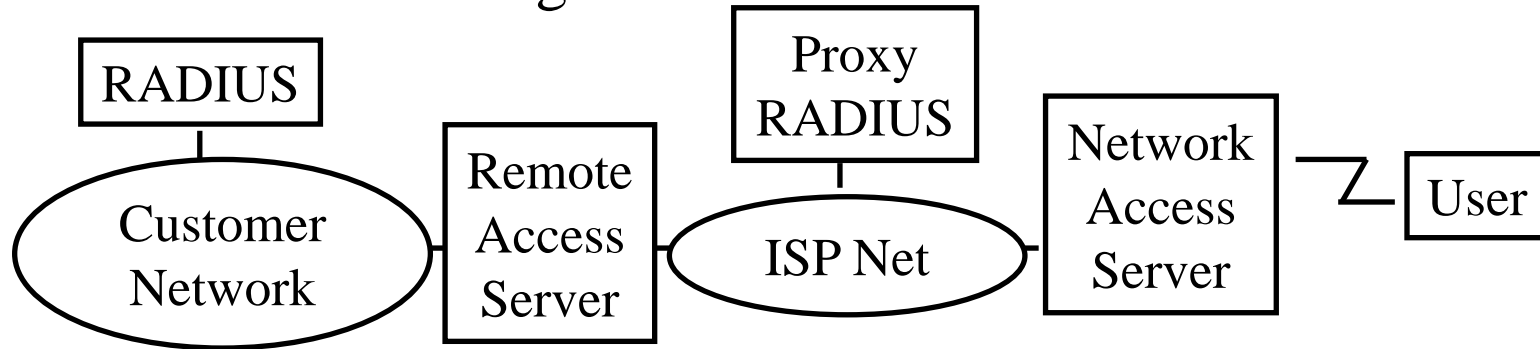 RADIUS
Customer
Network
Remote
Access
Server
Proxy
RADIUS
ISP Net
Network
Access
Server
User